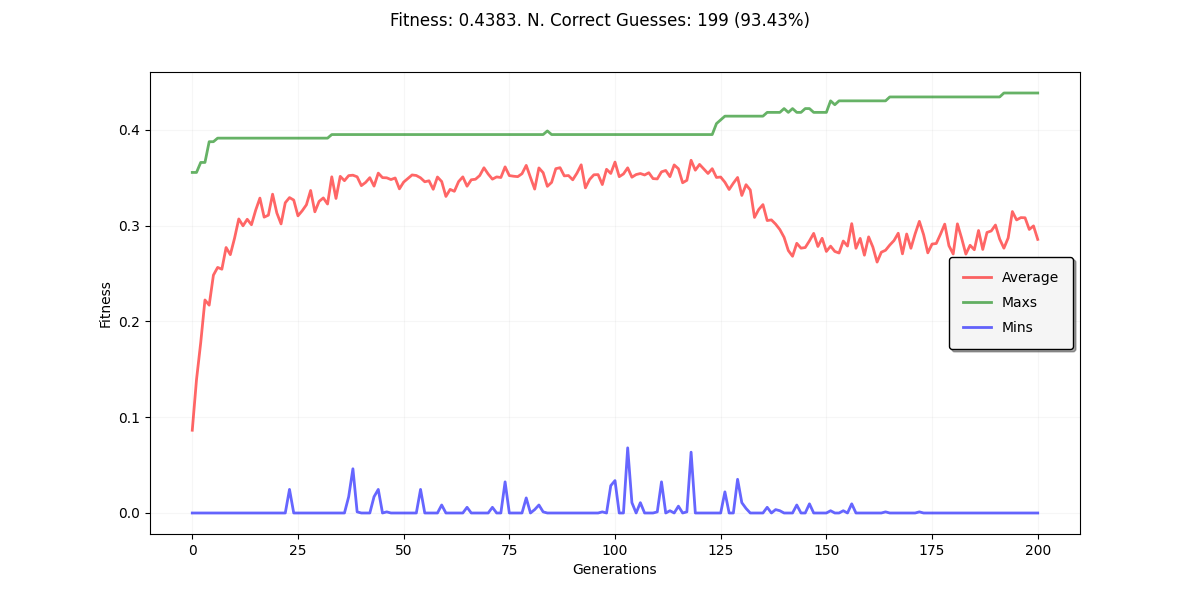 Fitness: 0.4383. N. Correct Guesses: 199 (93.43%)
0.4
0.3
0.2
0.1
0.0
Fitness
Average
Maxs
Mins
0 25 50 75 100 125 150 175 200
Generations